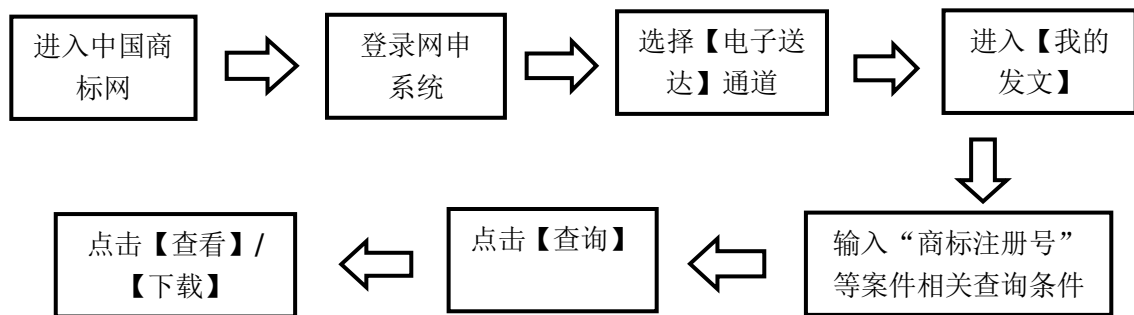 进入中国商
标网
登录网申
系统
选择【电子送
达】通道
进入【我的
发文】
输入“商标注册号”
等案件相关查询条件
点击【查询】
点击【查看】/
【下载】